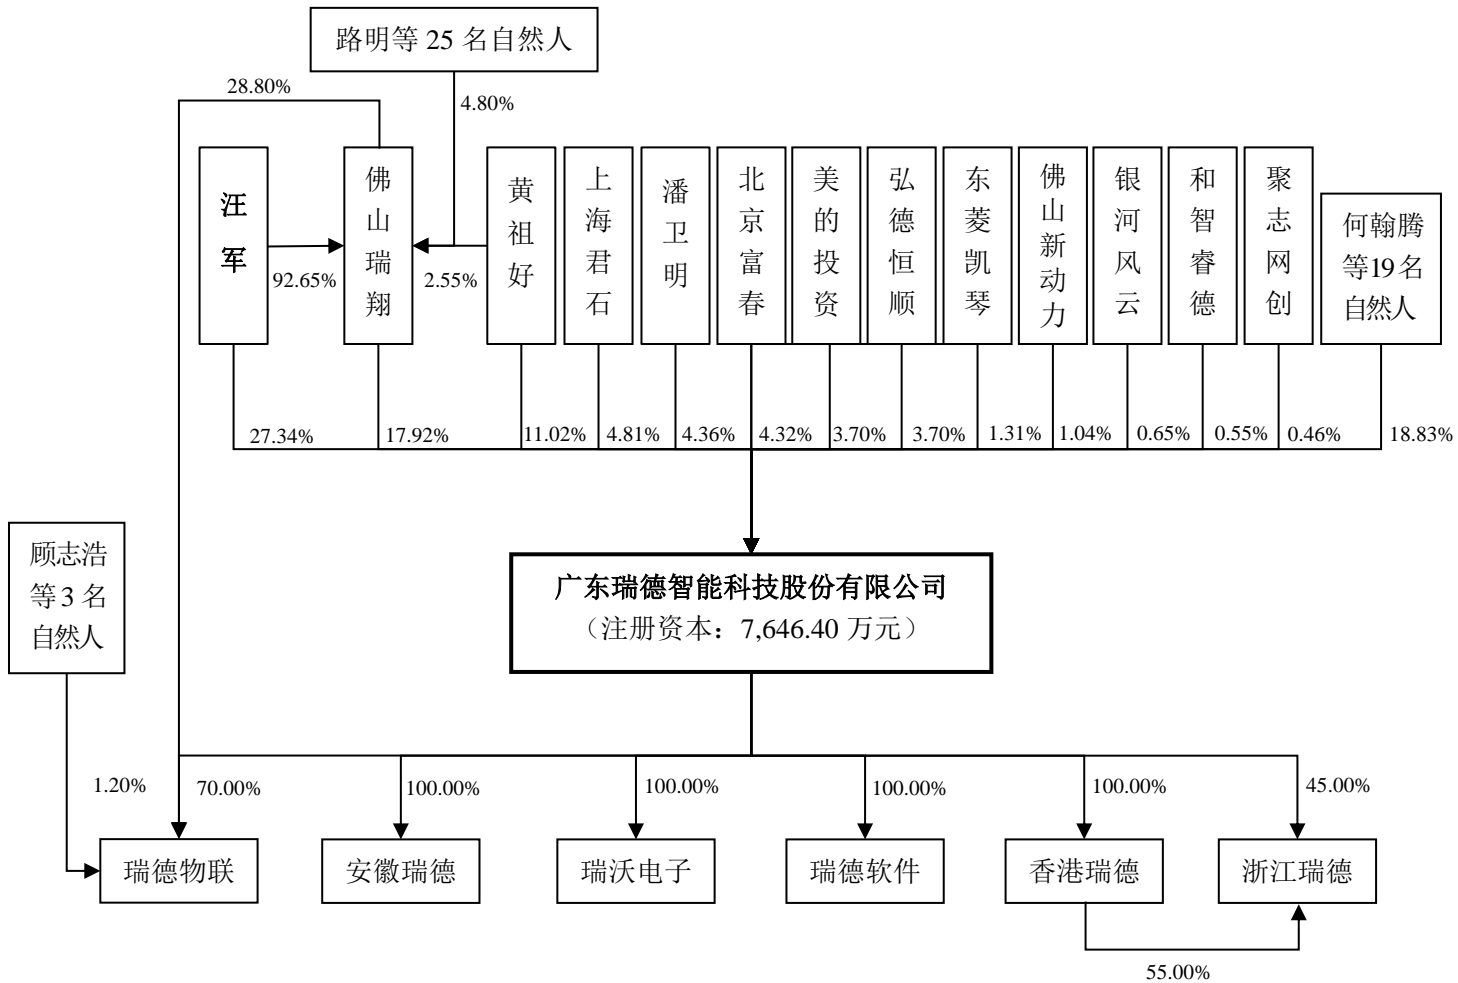 路明等 25 名自然人
28.80%
4.80%
汪军
佛山瑞翔
黄祖好
上海君石
潘卫明
北京富春
美的投资
弘德恒顺
东菱凯琴
佛山新动力
银河风云
和智睿德
聚志网创
何翰腾
等19名
自然人
92.65%
2.55%
27.34%
17.92%
11.02%
4.81%
4.36%
4.32%
3.70%
3.70%
1.31%
1.04%
0.65%
0.55%
0.46%
18.83%
顾志浩
等 3 名
自然人
广东瑞德智能科技股份有限公司
（注册资本：7,646.40 万元）
1.20%
70.00%
100.00%
100.00%
100.00%
100.00%
45.00%
瑞德物联
安徽瑞德
瑞沃电子
瑞德软件
香港瑞德
浙江瑞德
55.00%